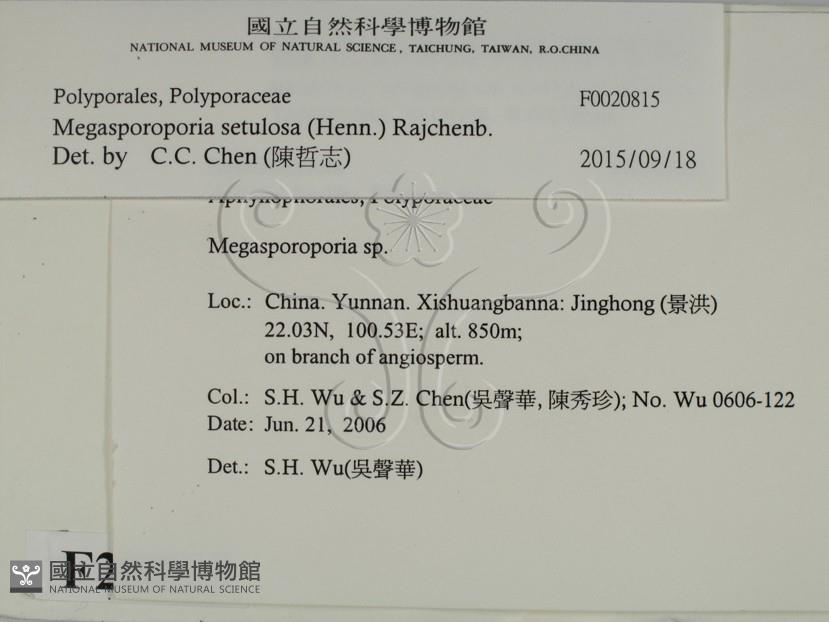 國立自然科學博物館
NATIONAL MUSEUM OF NATURAL SCIENCE, TAICHUNG, TAIWAN, R.O.CHINA
Polyporales, Polyporaceae F0020815
Megasporoporia setulosa (Henn.) Rajchenb.
Det. by C.C. Chen (陳哲志) 2015/09/18
Aphyllophorales, Polyporaceae
Megasporoporia sp.
Loc.: China. Yunnan. Xishuangbanna: Jinghong (景洪)
22.03N, 100.53E; alt. 850m;
on branch of angiosperm.
Col.: S.H. Wu & S.Z. Chen(吳聲華, 陳秀珍); No. Wu 0606-122
Date: Jun. 21, 2006
Det.: S.H. Wu(吳聲華)
F2
國立自然科學博物館
NATIONAL MUSEUM OF NATURAL SCIENCE